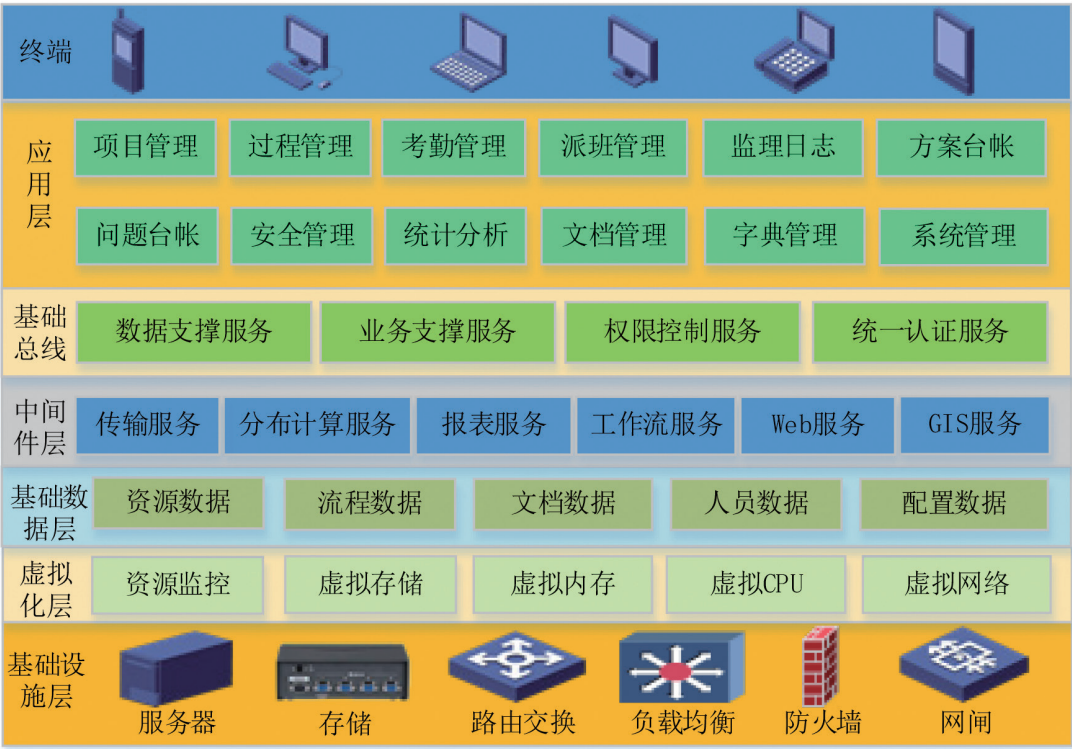 终端
应用层
项目管理 过程管理 考勤管理 派班管理 监理日志 方案台帐
问题台帐 安全管理 统计分析 文档管理 字典管理 系统管理
基础
总线
数据支撑服务 业务支撑服务 权限控制服务 统一认证服务
中间
件层
传输服务 分布计算服务 报表服务 工作流服务 Web服务 GIS服务
基础数
据层
资源数据 流程数据 文档数据 人员数据 配置数据
虚拟
化层
资源监控 虚拟存储 虚拟内存 虚拟CPU 虚拟网络
基础设
施层
服务器 存储 路由交换 负载均衡 防火墙 网闸